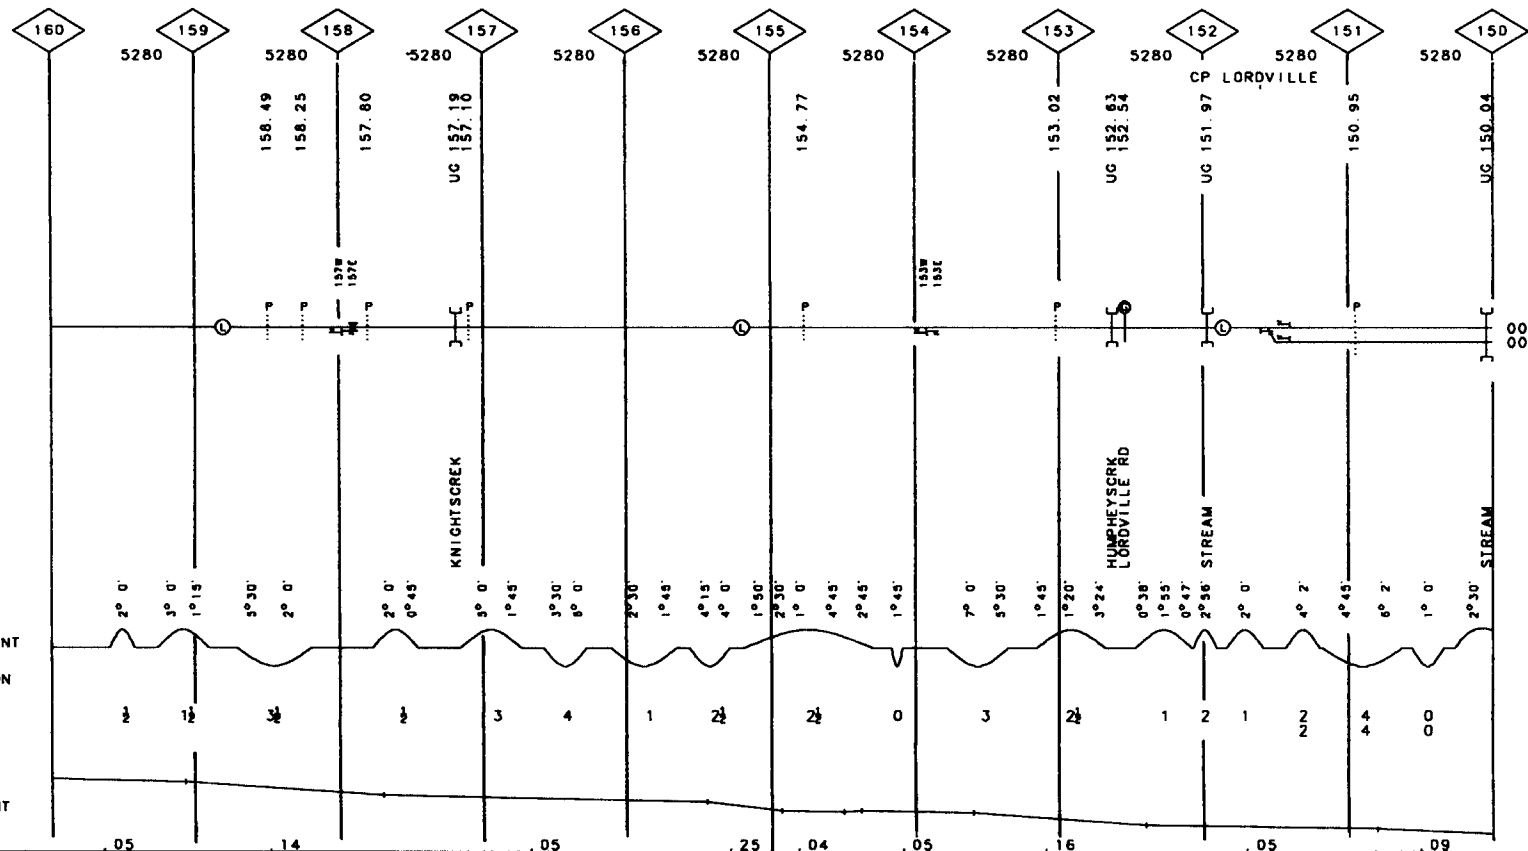 160 159 158 157 156 155 154 153 152 151 150
5280 5280 5280 5280 5280 5280 5280 5280 5280 5280
CP LORDVILLE
158.49
158.25
157.80
UG 157.19
157.10
154.77
153.02
UG 152.63
152.54
UG 151.97
150.95
UG 150.04
157W
157E
153W
153E
P P P P P P P
L L L
00
00
KNIGHTSCREK
HUMPHEYSCRK
LORDVILLE RD
STREAM
STREAM
2° 0' 3° 0' 1° 15' 5° 30' 2° 0' 2° 0' 0° 45' 5° 0' 1° 45' 3° 30' 6° 0' 2° 30' 1° 45' 4° 15' 4° 0' 1° 50' 2° 30' 1° 0' 4° 45' 2° 45' 1° 45' 7° 0' 5° 30' 1° 45' 1° 20' 3° 24' 0° 38' 1° 55' 0° 47' 2° 56' 2° 0' 4° 2' 4° 45' 6° 2' 1° 0' 2° 30'
NT
ON
½ 1½ 3½ ½ 3 4 1 2½ 2½ 0 3 2½ 1 2 1 2 4 0
2 4 0
NT
.05 .14 .05 .25 .04 .05 .16 .05 .09